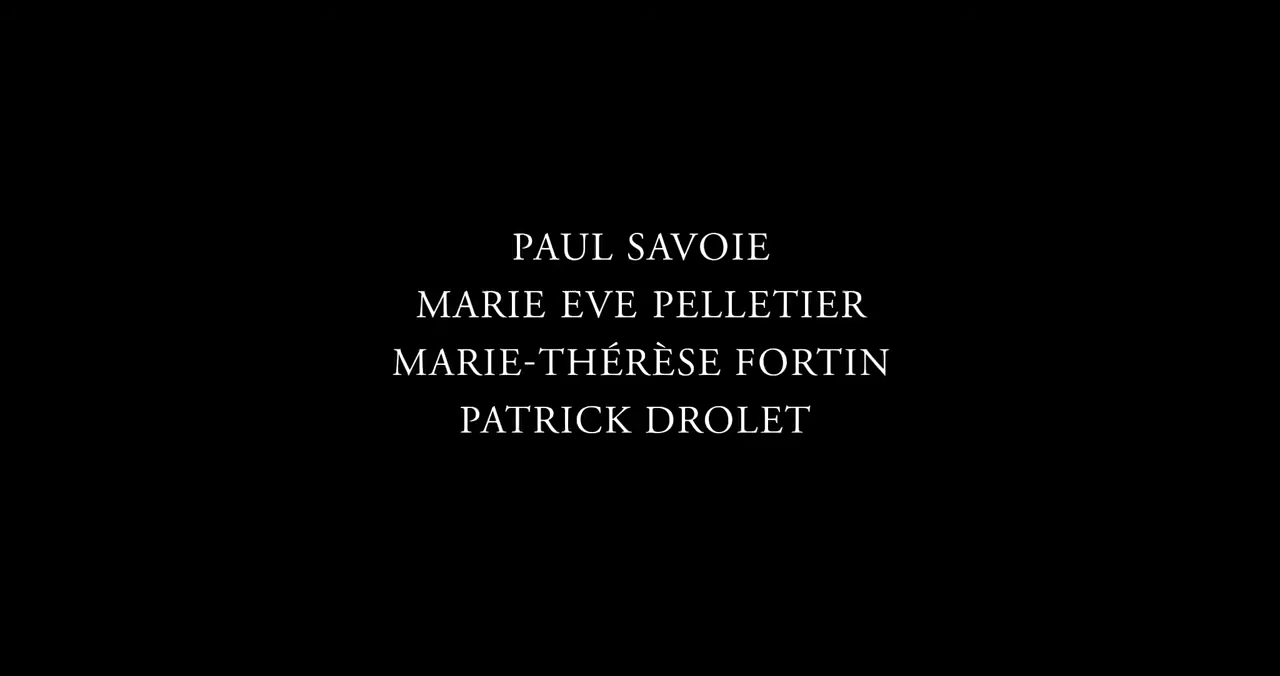 PAUL SAVOIE
MARIE EVE PELLETIER
MARIE-THÉRÈSE FORTIN
PATRICK DROLET